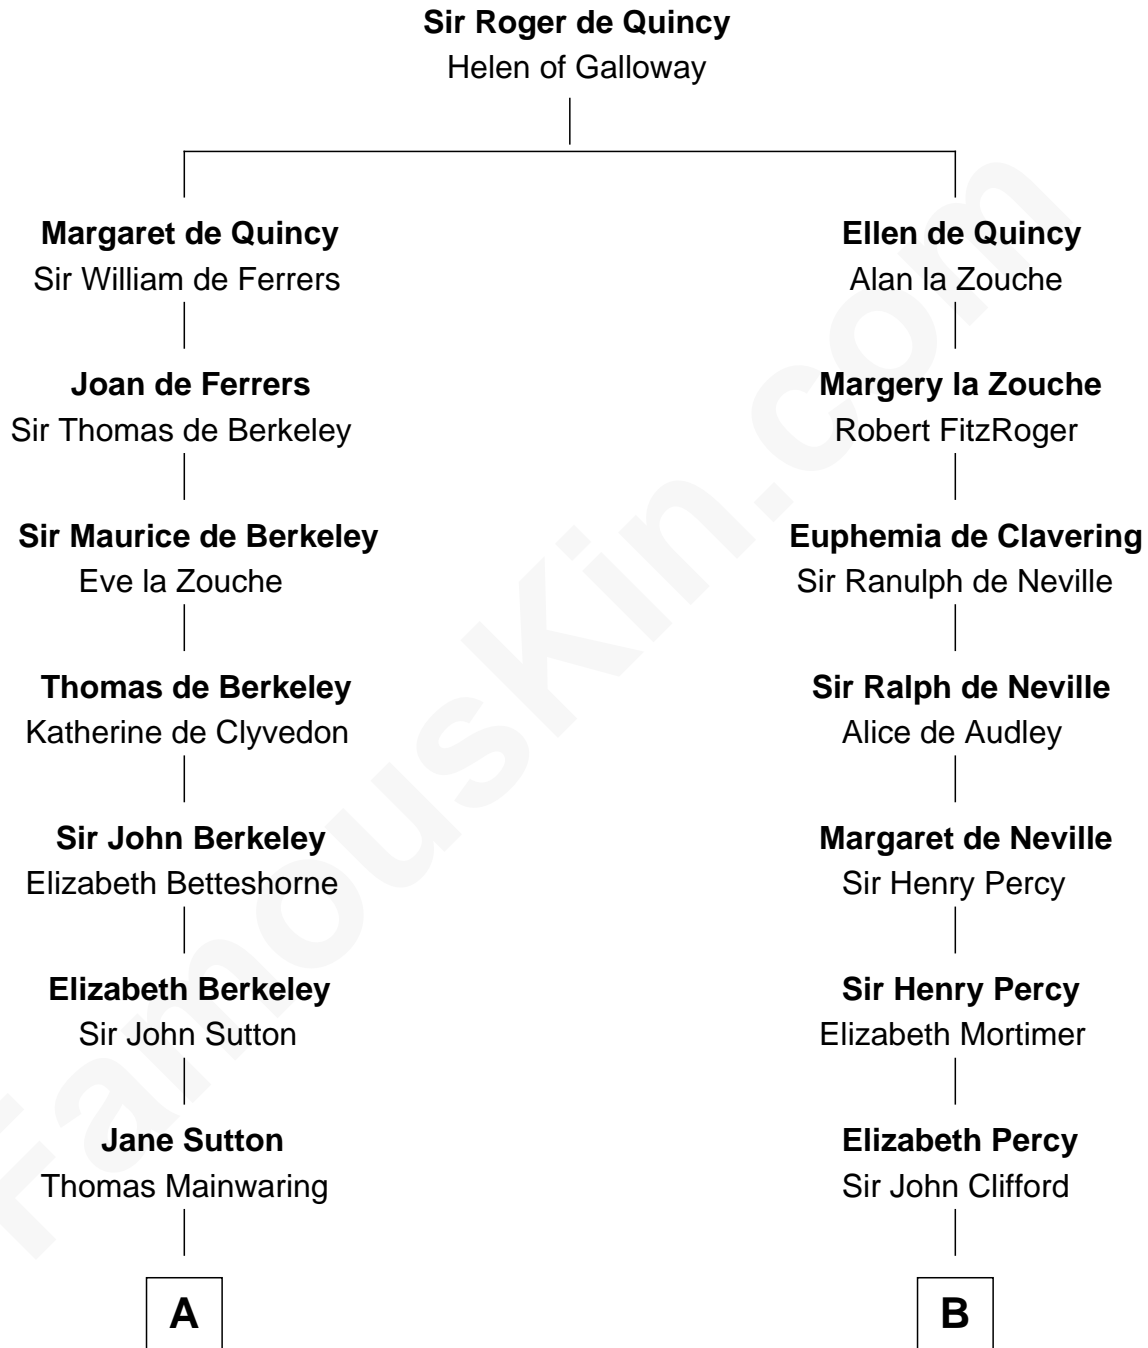 Sir Roger de Quincy
Helen of Galloway
Margaret de Quincy
Sir William de Ferrers
Ellen de Quincy
Alan la Zouche
Joan de Ferrers
Sir Thomas de Berkeley
Margery la Zouche
Robert FitzRoger
Sir Maurice de Berkeley
Eve la Zouche
Euphemia de Clavering
Sir Ranulph de Neville
Thomas de Berkeley
Katherine de Clyvedon
Sir Ralph de Neville
Alice de Audley
Sir John Berkeley
Elizabeth Betteshorne
Margaret de Neville
Sir Henry Percy
Elizabeth Berkeley
Sir John Sutton
Sir Henry Percy
Elizabeth Mortimer
Jane Sutton
Thomas Mainwaring
Elizabeth Percy
Sir John Clifford
A
B
FamousKin.com